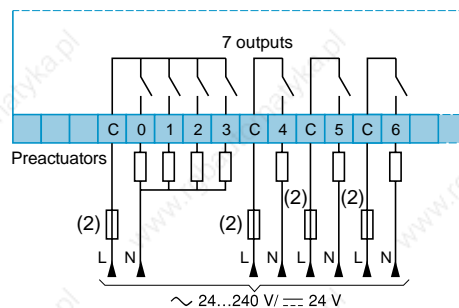 7 outputs
C 0 1 2 3 C 4 C 5 C 6
Preactuators
(2) (2) (2) (2)
L N L N L N L N
~ 24...240 V/ ⎓ 24 V